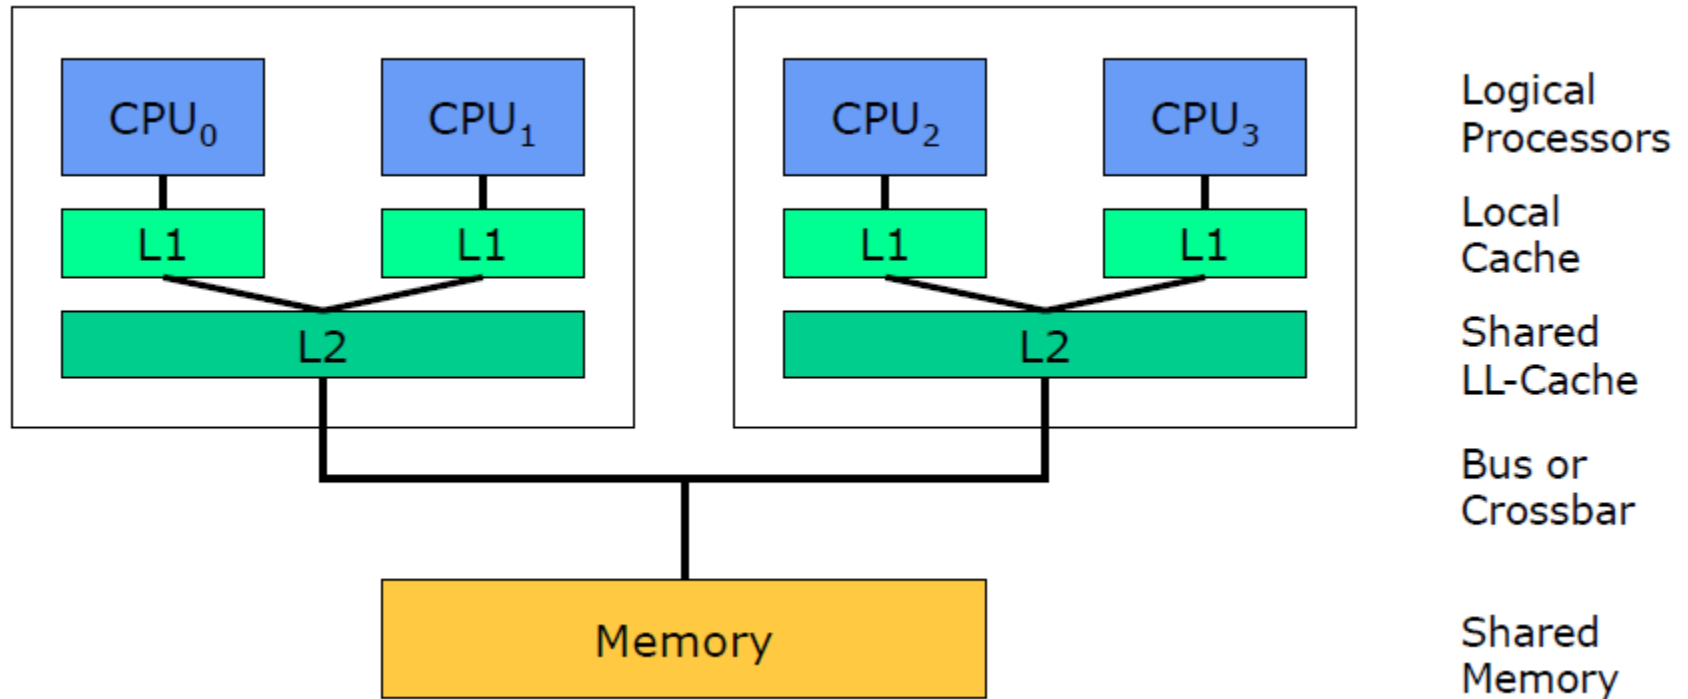 CPU₀
CPU₁
CPU₂
CPU₃
Logical
Processors
L1
L1
L1
L1
Local
Cache
L2
L2
Shared
LL-Cache
Bus or
Crossbar
Memory
Shared
Memory